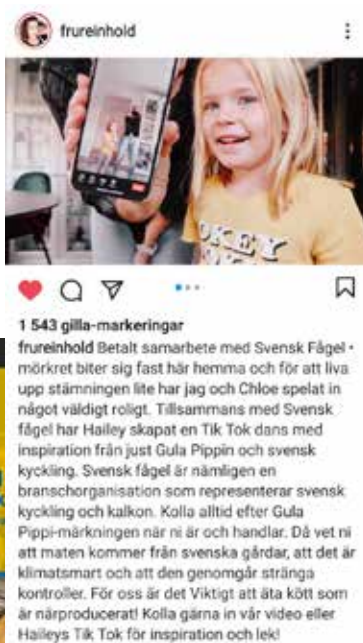 frureinhold
OKEY
1 543 gilla-markeringar
frureinhold Betalt samarbete med Svensk Fågel •
mörkret biter sig fast här hemma och för att liva
upp stämningen lite har jag och Chloe spelat in
något väldigt roligt. Tillsammans med Svensk
fågel har Hailey skapat en Tik Tok dans med
inspiration från just Gula Pippin och svensk
kyckling. Svensk fågel är nämligen en
branschorganisation som representerar svensk
kyckling och kalkon. Kolla alltid efter Gula
Pippi-märkningen när ni är och handlar. Då vet ni
att maten kommer från svenska gårdar, att det är
klimatsmart och att den genomgår stränga
kontroller. För oss är det Viktigt att äta kött som
är närproducerat! Kolla gärna in vår video eller
Haileys Tik Tok för inspiration och lek!